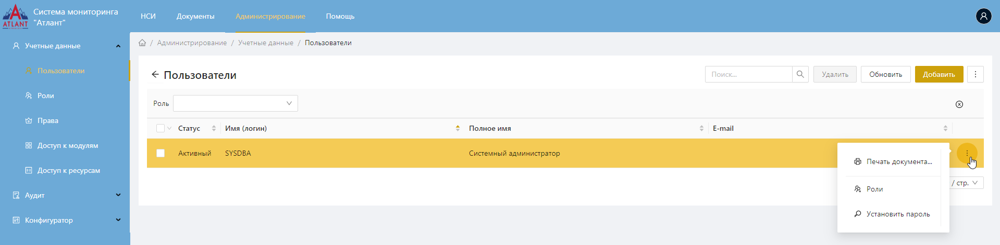 ATLANT
Система мониторинга
"Атлант"
НСИ
Документы
Администрирование
Помощь
Учетные данные
Пользователи
Роли
Права
Доступ к модулям
Доступ к ресурсам
Аудит
Конфигуратор
/ Администрирование / Учетные данные / Пользователи
Пользователи
Поиск...
Удалить
Обновить
Добавить
Роль
Статус
Имя (логин)
Полное имя
E-mail
Активный
SYSDBA
Системный администратор
Печать документа...
Роли
Установить пароль
/ стр.